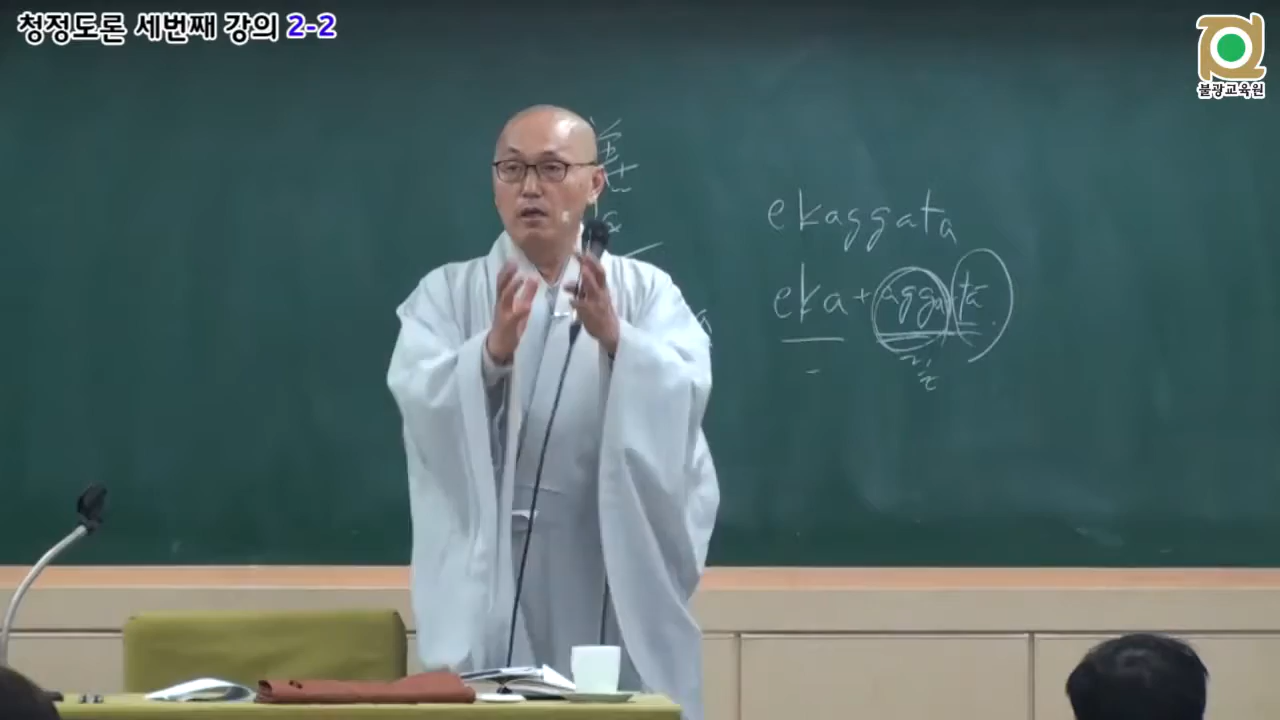 청정도론 세번째 강의 2-2
불광교육원
ekaggata
eka + agga + tā